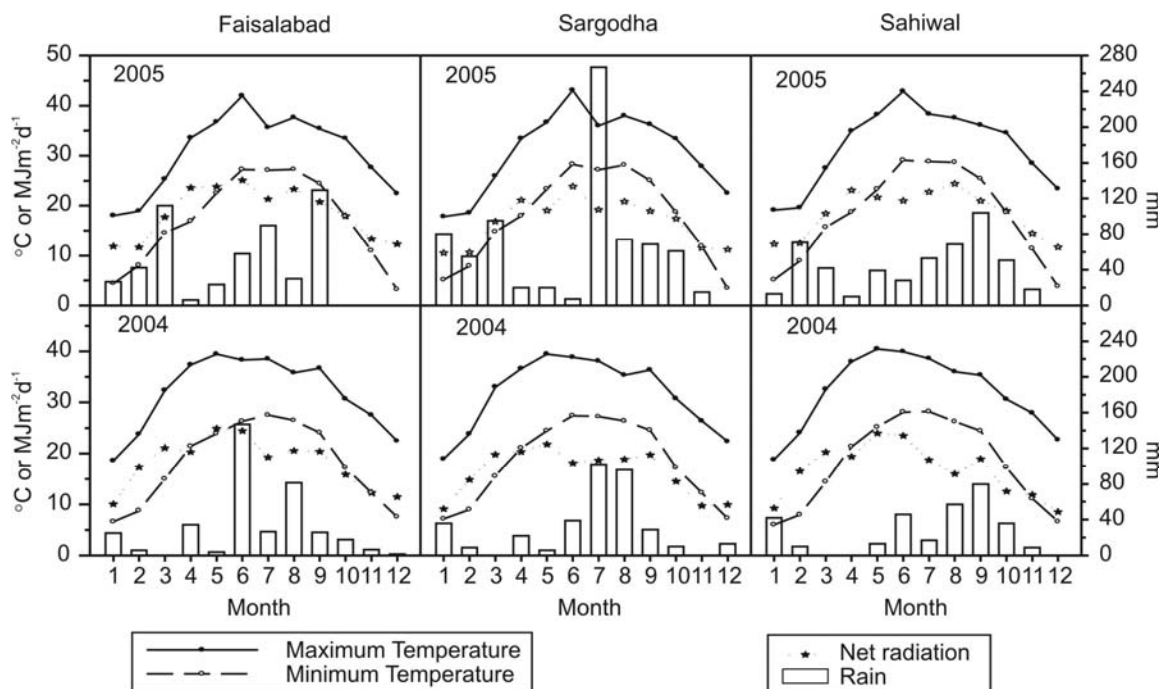 Faisalabad Sargodha Sahiwal
50 2005 2005 2005 280
240
40 200
30 160
20 120
80
10 40
0 0
°C or MJm⁻²d⁻¹ mm
2004 2004 2004
40 240
200
30 160
20 120
80
10 40
0 0
°C or MJm⁻²d⁻¹ mm
1 2 3 4 5 6 7 8 9 10 11 12 1 2 3 4 5 6 7 8 9 10 11 12 1 2 3 4 5 6 7 8 9 10 11 12
Month Month Month
Maximum Temperature Net radiation
Minimum Temperature Rain